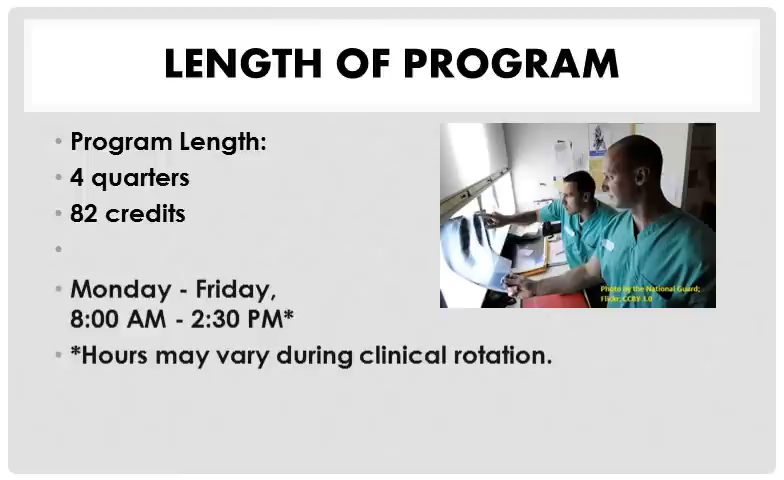 LENGTH OF PROGRAM
Program Length:
4 quarters
82 credits
Photo by the National Guard;
Flickr, CCBY 3.0
Monday - Friday,
8:00 AM - 2:30 PM*
*Hours may vary during clinical rotation.